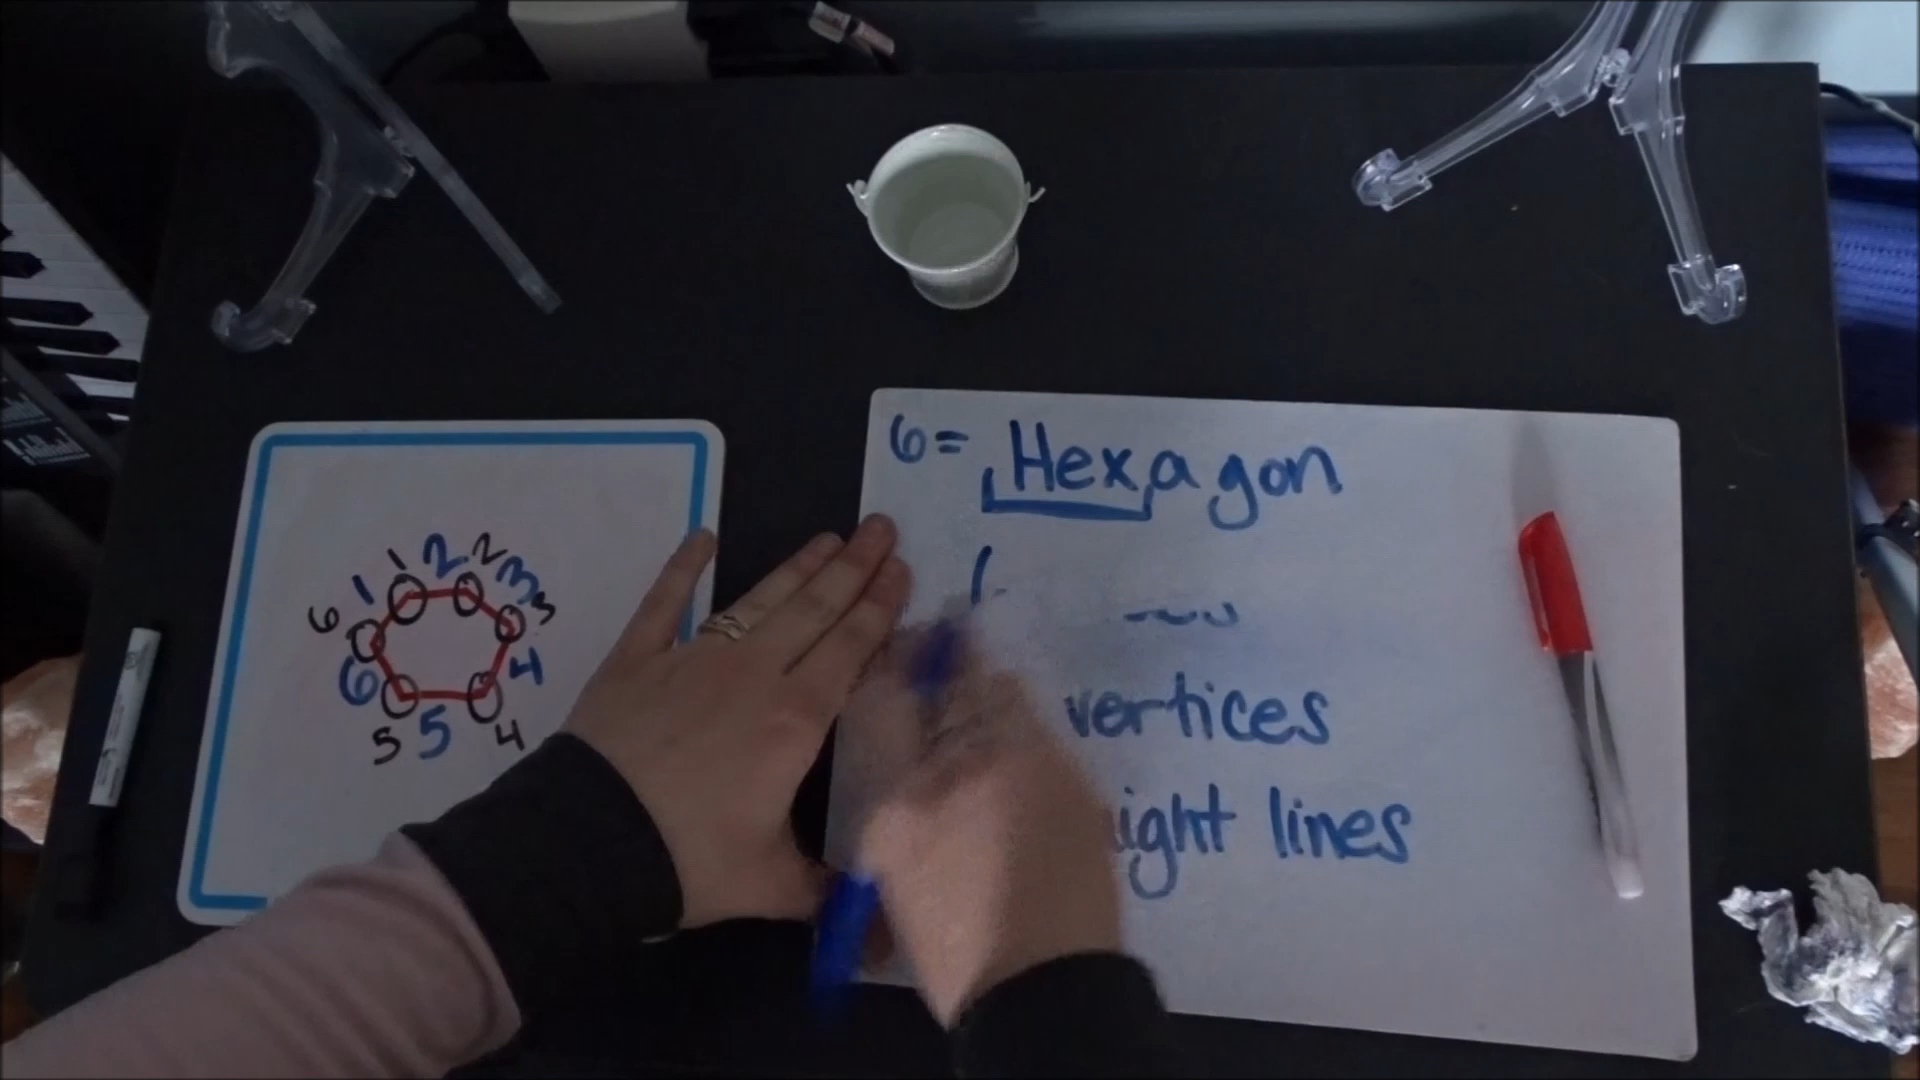 6 = Hexagon
vertices
ight lines
1 2 2 3
6 1 3
6 4
5 5 4